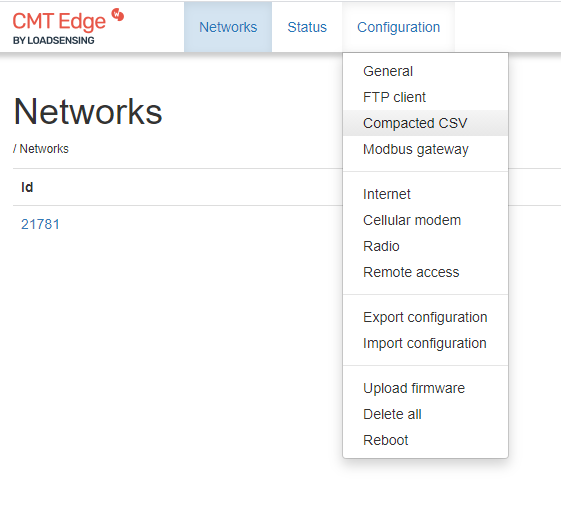 CMT Edge
BY LOADSENSING
Networks
Status
Configuration
General
FTP client
Compacted CSV
Modbus gateway
Internet
Cellular modem
Radio
Remote access
Export configuration
Import configuration
Upload firmware
Delete all
Reboot
Networks
/ Networks
Id
21781